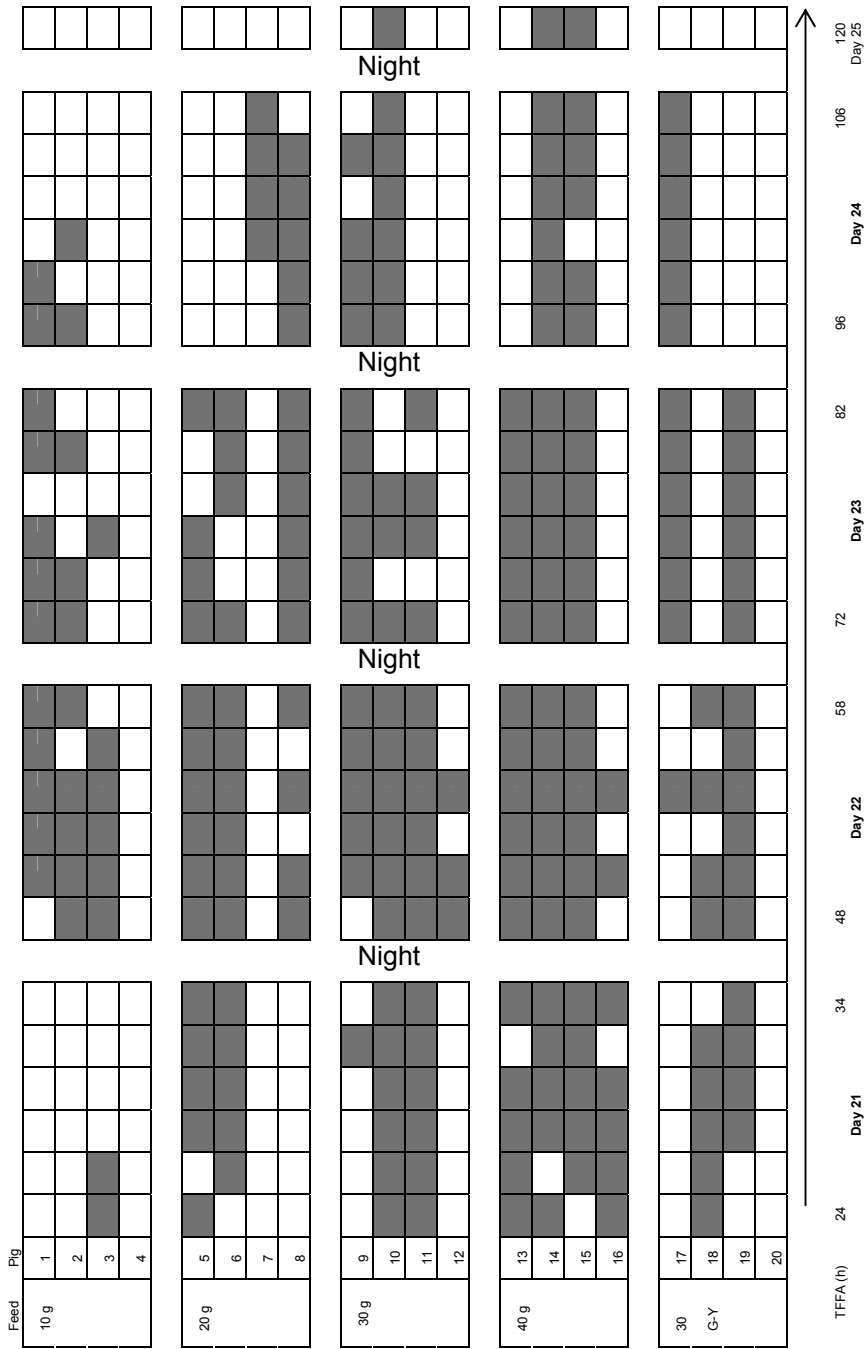 Feed Pig
10 g 1
2
3
4
20 g 5
6
7
8
30 g 9
10
11
12
40 g 13
14
15
16
30 17
G-Y 18
19
20
Night
Night
Night
Night
TFFA (h) 24 34 48 58 72 82 96 106 120
Day 21 Day 22 Day 23 Day 24 Day 25